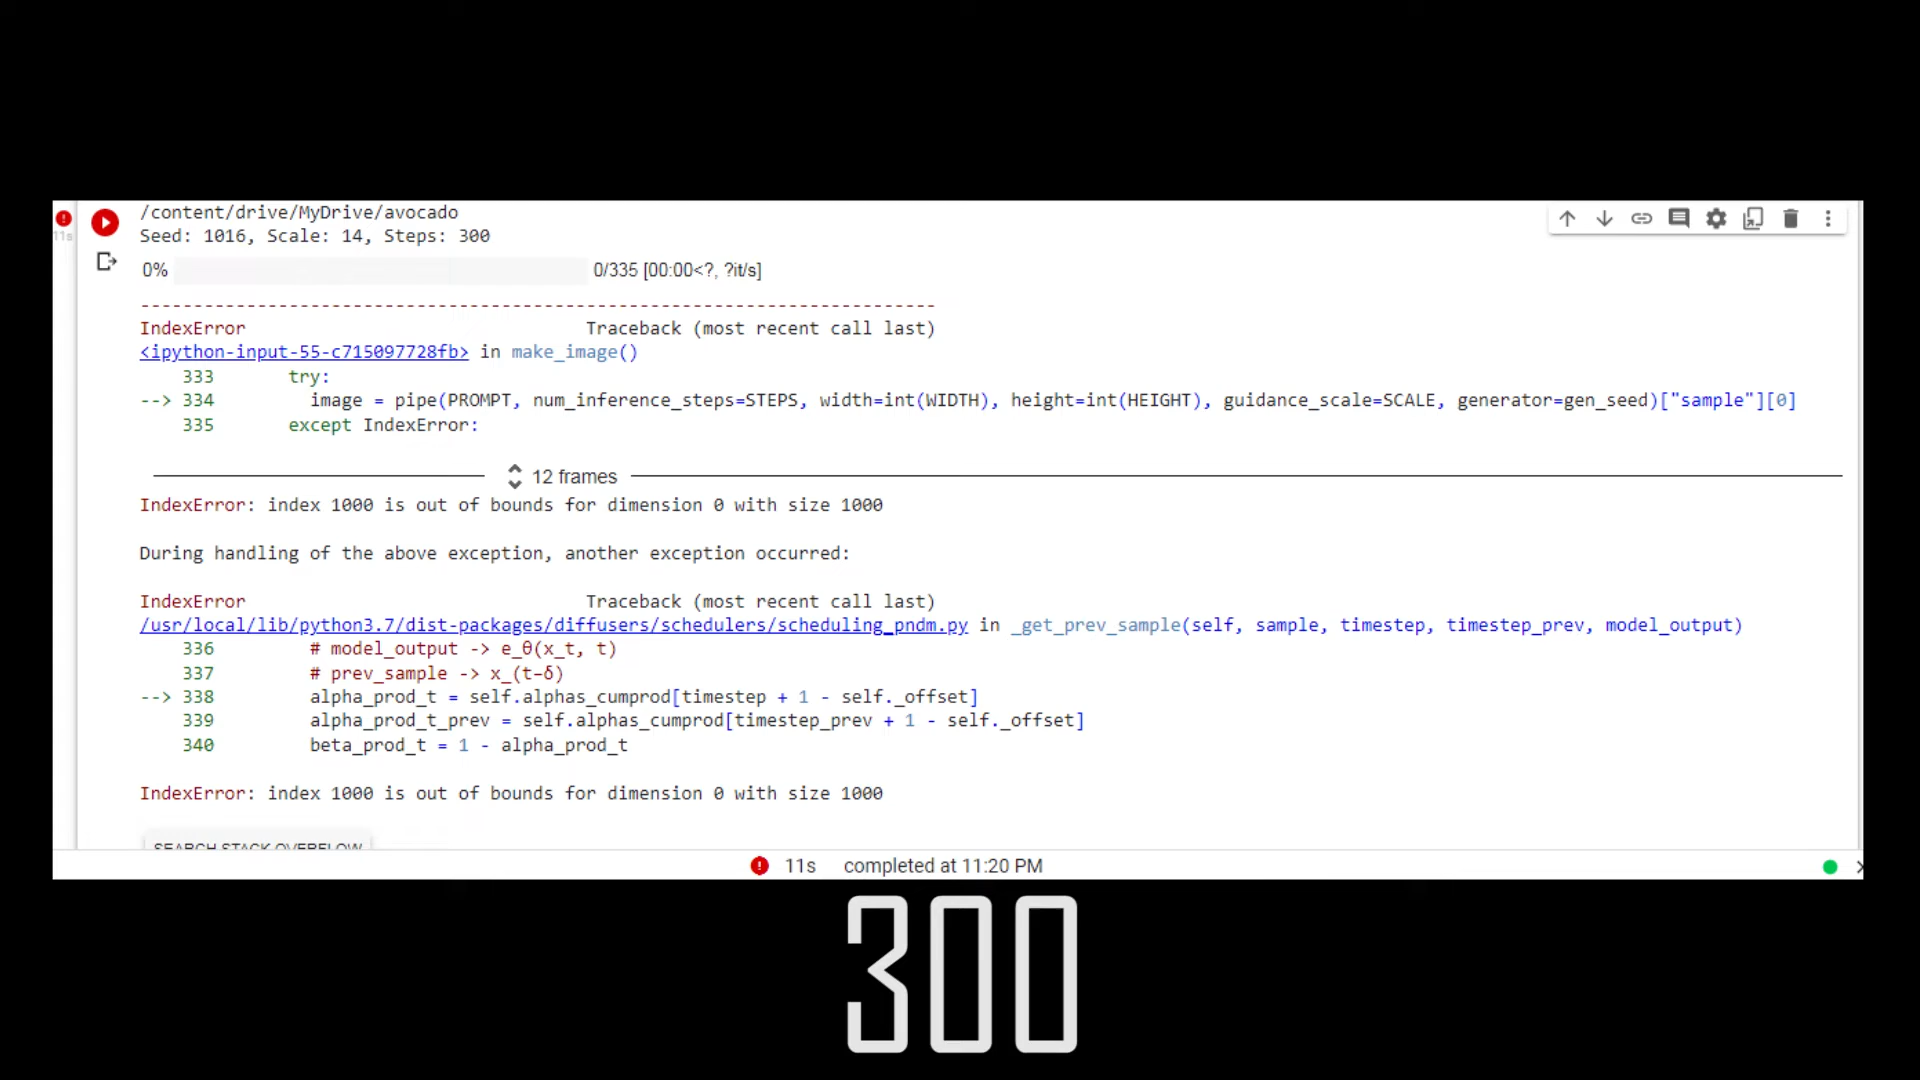 /content/drive/MyDrive/avocado
Seed: 1016, Scale: 14, Steps: 300
11s
0% 0/335 [00:00<?, ?it/s]
---------------------------------------------------------------------------
IndexError Traceback (most recent call last)
<ipython-input-55-c715097728fb> in make_image()
333 try:
--> 334 image = pipe(PROMPT, num_inference_steps=STEPS, width=int(WIDTH), height=int(HEIGHT), guidance_scale=SCALE, generator=gen_seed)["sample"][0]
335 except IndexError:
12 frames
IndexError: index 1000 is out of bounds for dimension 0 with size 1000
During handling of the above exception, another exception occurred:
IndexError Traceback (most recent call last)
/usr/local/lib/python3.7/dist-packages/diffusers/schedulers/scheduling_pndm.py in _get_prev_sample(self, sample, timestep, timestep_prev, model_output)
336 # model_output -> e_θ(x_t, t)
337 # prev_sample -> x_(t−δ)
--> 338 alpha_prod_t = self.alphas_cumprod[timestep + 1 - self._offset]
339 alpha_prod_t_prev = self.alphas_cumprod[timestep_prev + 1 - self._offset]
340 beta_prod_t = 1 - alpha_prod_t
IndexError: index 1000 is out of bounds for dimension 0 with size 1000
SEARCH STACK OVERFLOW
11s completed at 11:20 PM
300